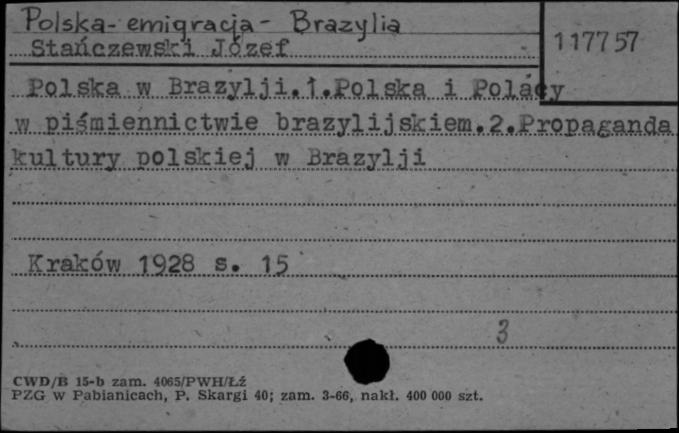 Polska - emigracja - Brazylia
Stańczewski Józef
117757
Polska w Brazylji.1.Polska i Polacy
w piśmiennictwie brazylijskiem.2.Propaganda
kultury polskiej w Brazylji
Kraków 1928 s. 15
3
CWD/B 15-b zam. 4065/PWH/Łź
PZG w Pabianicach, P. Skargi 40; zam. 3-66, nakł. 400 000 szt.